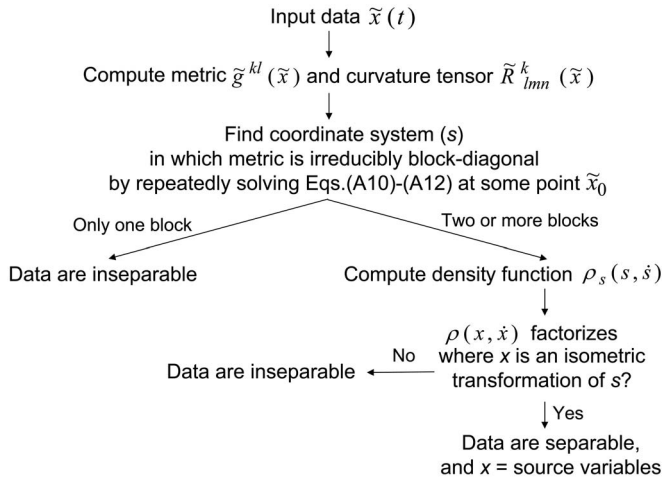 Input data x̃(t)
Compute metric g̃^{kl}(x̃) and curvature tensor R̃^{k}_{lmn}(x̃)
Find coordinate system (s)
in which metric is irreducibly block-diagonal
by repeatedly solving Eqs.(A10)-(A12) at some point x̃₀
Only one block
Two or more blocks
Data are inseparable
Compute density function ρₛ(s, ṡ)
ρ(x, ẋ) factorizes
where x is an isometric
transformation of s?
No
Data are inseparable
Yes
Data are separable,
and x = source variables